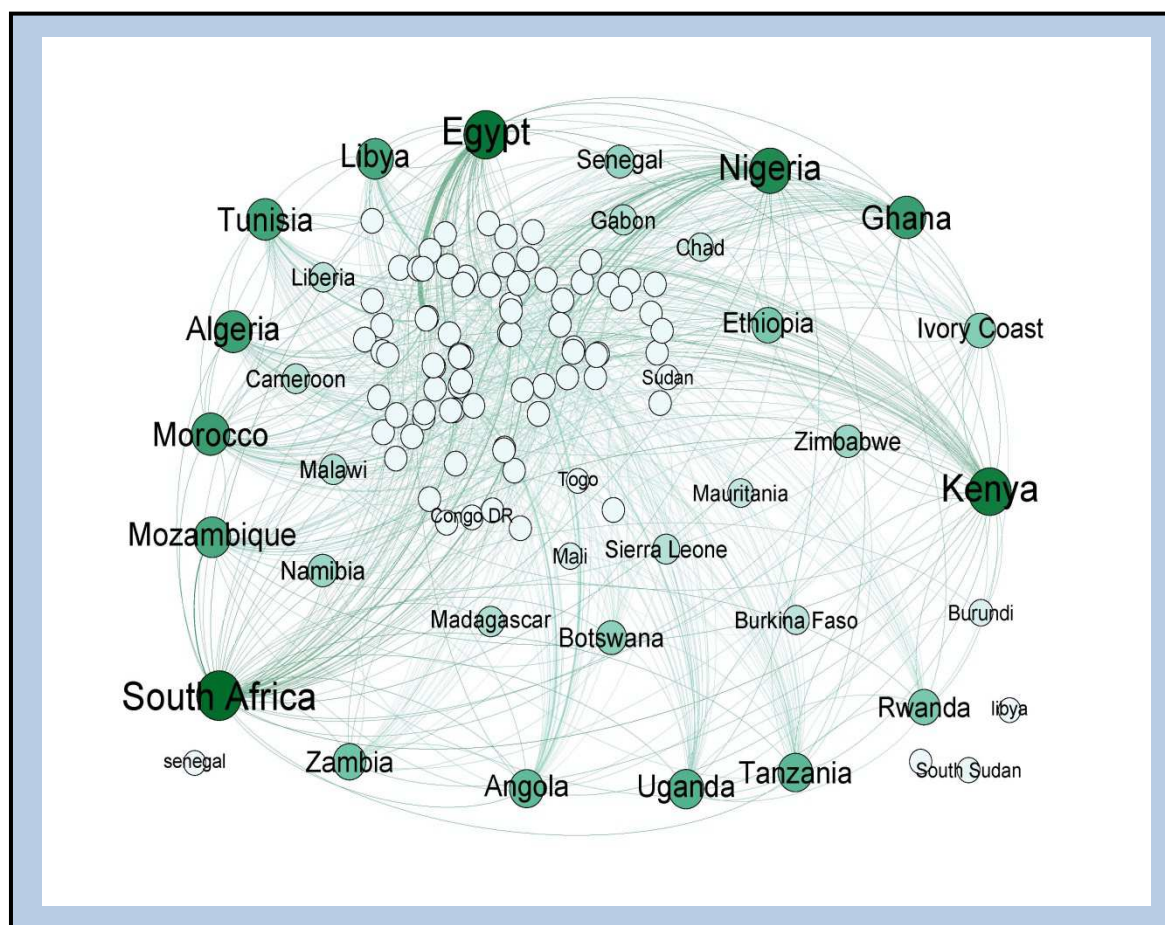 Egypt
Libya
Senegal
Nigeria
Tunisia
Gabon
Ghana
Chad
Liberia
Algeria
Ethiopia
Ivory Coast
Cameroon
Sudan
Morocco
Zimbabwe
Malawi
Togo
Kenya
Mauritania
Congo DR
Mozambique
Mali
Sierra Leone
Namibia
Madagascar
Botswana
Burkina Faso
Burundi
South Africa
Rwanda
libya
senegal
Zambia
Angola
Uganda
Tanzania
South Sudan